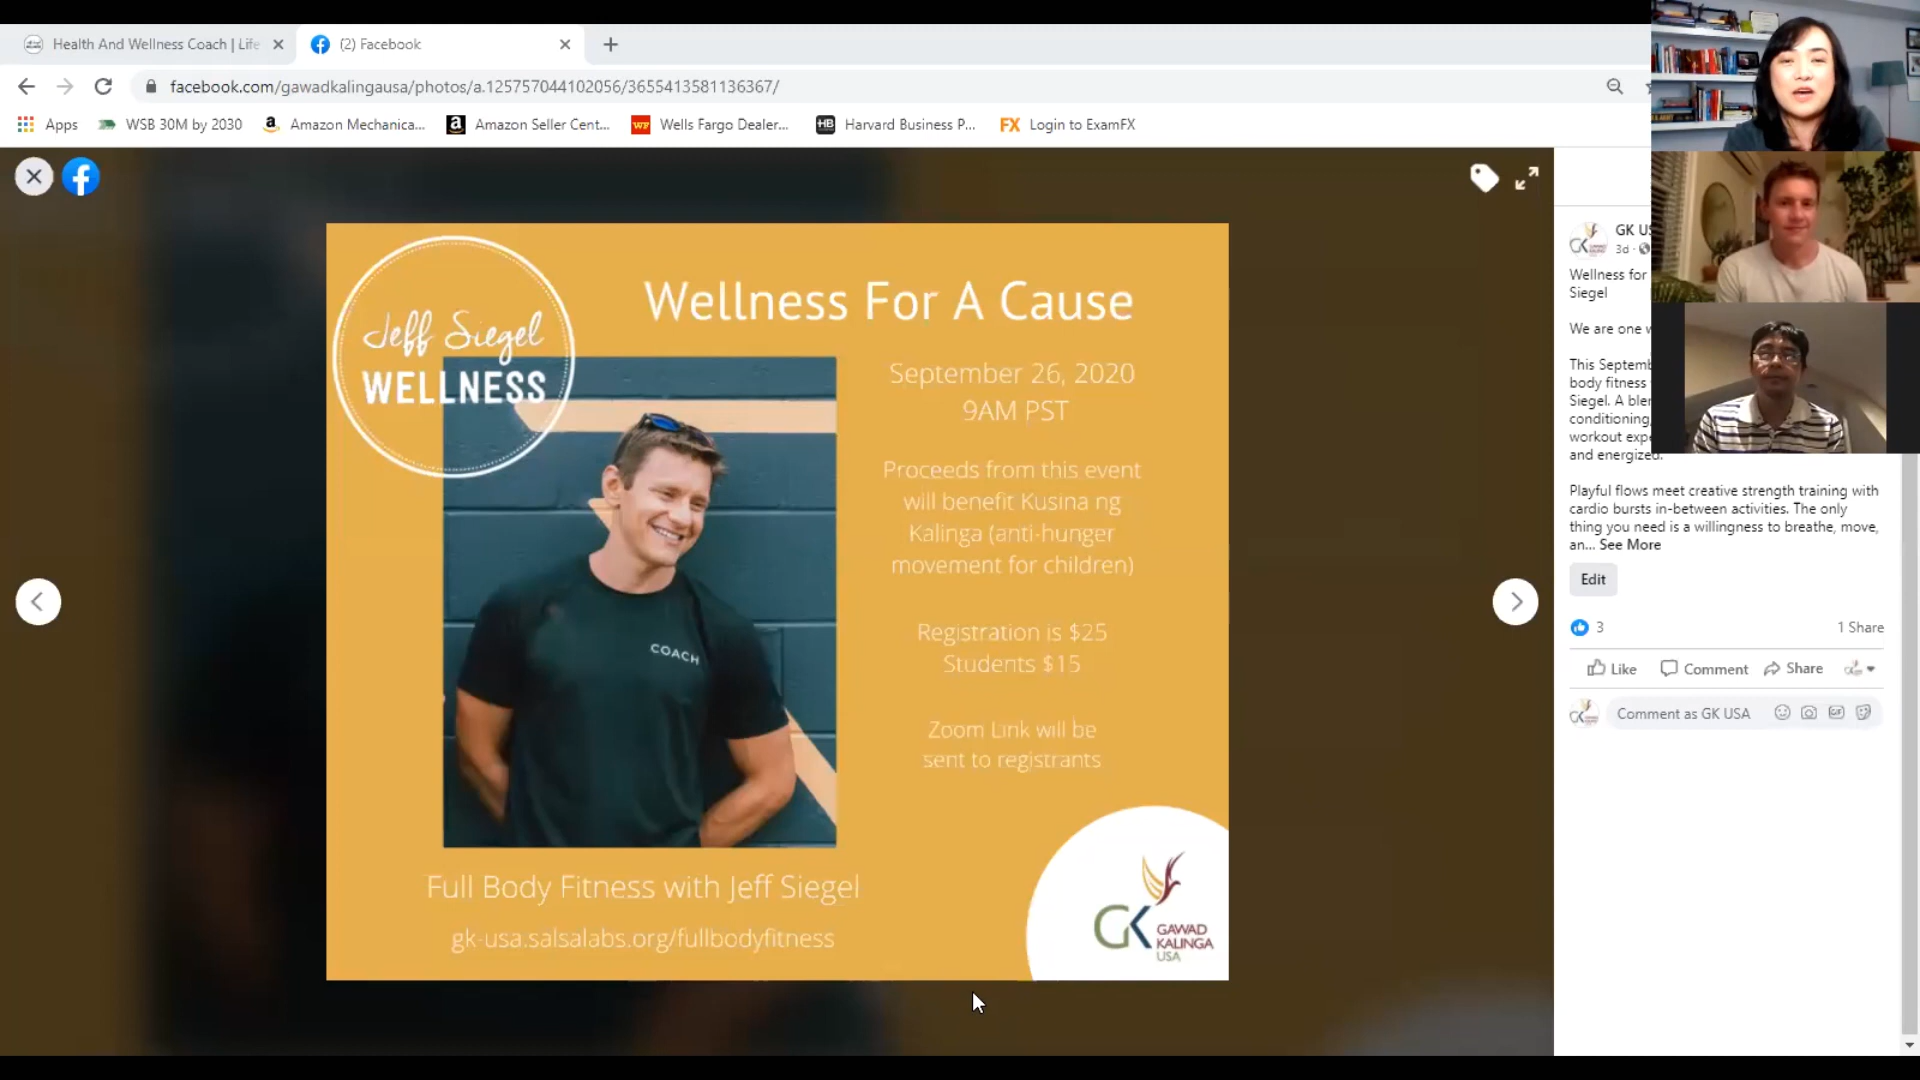 Health And Wellness Coach | Life
(2) Facebook
facebook.com/gawadkalingausa/photos/a.125757044102056/3655413581136367/
Apps
WSB 30M by 2030
Amazon Mechanica...
Amazon Seller Cent...
Wells Fargo Dealer...
HB
Harvard Business P...
FX
Login to ExamFX
Jeff Siegel
WELLNESS
Wellness For A Cause
September 26, 2020
9AM PST
Proceeds from this event
will benefit Kusina ng
Kalinga (anti-hunger
movement for children)
Registration is $25
Students $15
Zoom Link will be
sent to registrants
COACH
Full Body Fitness with Jeff Siegel
gk-usa.salsalabs.org/fullbodyfitness
GK
GAWAD
KALINGA
USA
GK
3d
Wellness for
Siegel
We are one
This
body fitness
Siegel. A
conditioning,
workout
and energized.
Playful flows meet creative strength training with
cardio bursts in-between activities. The only
thing you need is a willingness to breathe, move,
an... See More
Edit
3
1 Share
Like
Comment
Share
Comment as GK USA
GIF